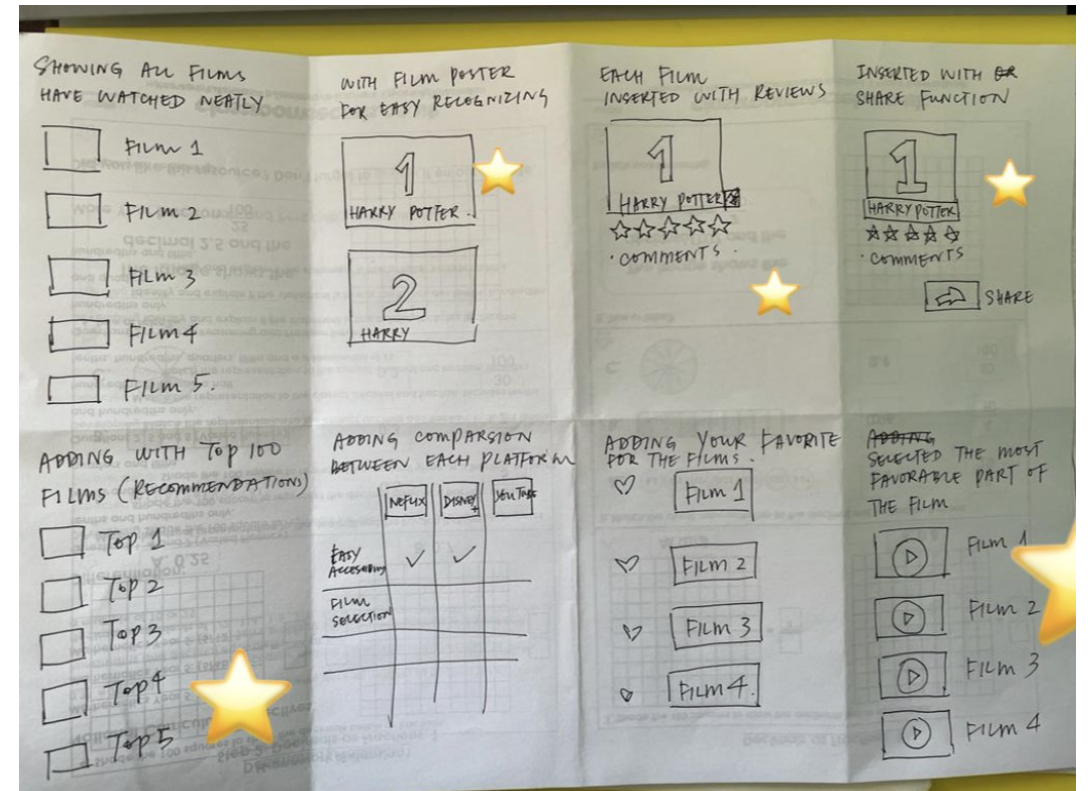 SHOWING ALL FILMS
HAVE WATCHED NEATLY
FILM 1
FILM 2
FILM 3
FILM 4
FILM 5.
WITH FILM POSTER
FOR EASY RECOGNIZING
1
HARRY POTTER.
2
HARRY
EACH FILM
INSERTED WITH REVIEWS
1
HARRY POTTER
· COMMENTS ·
INSERTED WITH OR
SHARE FUNCTION
1
HARRY POTTER
· COMMENTS
SHARE
ADDING WITH TOP 100
FILMS (RECOMMENDATIONS)
TOP 1
TOP 2
TOP 3
TOP 4
TOP 5
ADDING COMPARSION
BETWEEN EACH PLATFORM
NEFLIX DISNEY + YOUTUBE
EASY
FILM
SELECTION
ADDING YOUR FAVORITE
FOR THE FILMS.
FILM 1
FILM 2
FILM 3
FILM 4.
ADDING
SELECTED THE MOST
FAVORABLE PART OF
THE FILM
FILM 1
FILM 2
FILM 3
FILM 4